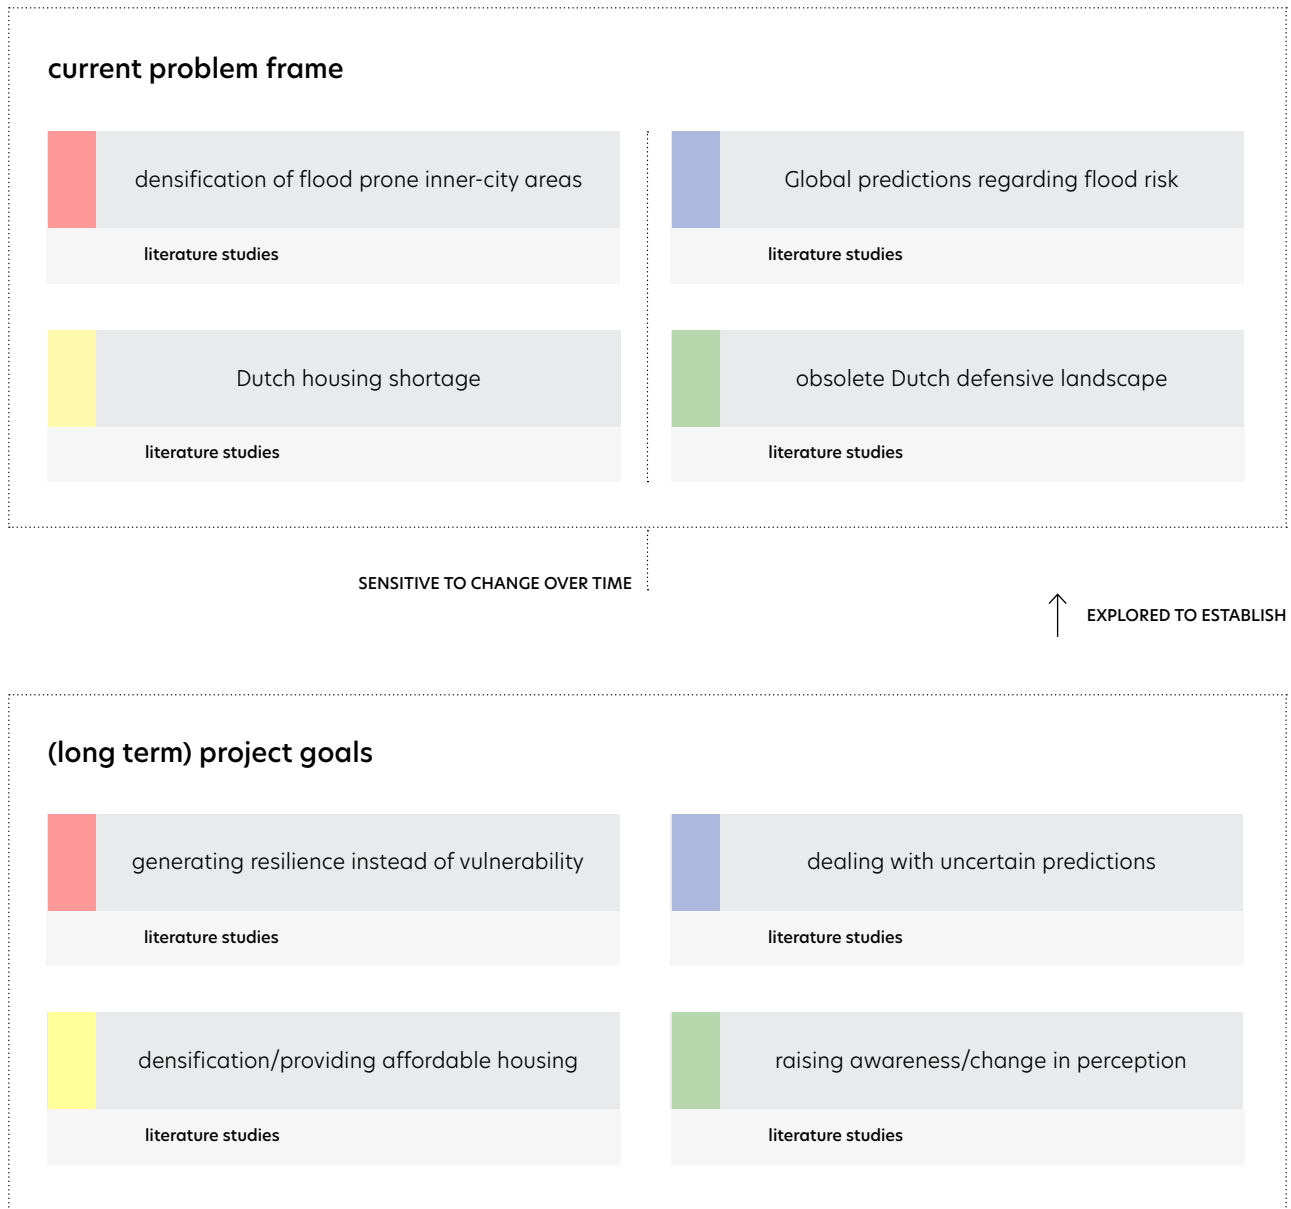 current problem frame
densification of flood prone inner-city areas
literature studies
Global predictions regarding flood risk
literature studies
Dutch housing shortage
literature studies
obsolete Dutch defensive landscape
literature studies
SENSITIVE TO CHANGE OVER TIME
EXPLORED TO ESTABLISH
(long term) project goals
generating resilience instead of vulnerability
literature studies
dealing with uncertain predictions
literature studies
densification/providing affordable housing
literature studies
raising awareness/change in perception
literature studies